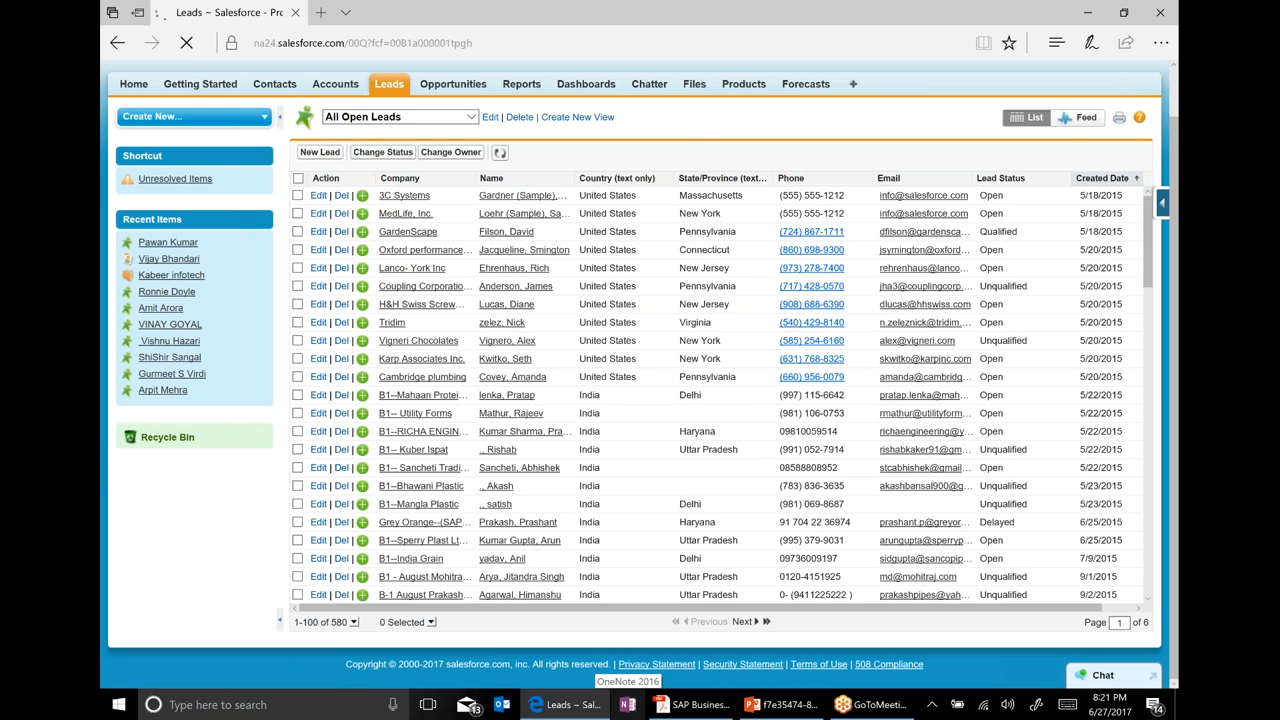 Leads ~ Salesforce - Prc
na24.salesforce.com/00Q?fcf=00B1a000001tpgh
Home Getting Started Contacts Accounts Leads Opportunities Reports Dashboards Chatter Files Products Forecasts +
Create New...
Shortcut
Unresolved Items
Recent Items
Pawan Kumar
Vijay Bhandari
Kabeer infotech
Ronnie Doyle
Amit Arora
VINAY GOYAL
Vishnu Hazari
ShiShir Sangal
Gurmeet S Virdi
Arpit Mehra
Recycle Bin
All Open Leads Edit | Delete | Create New View List Feed
New Lead Change Status Change Owner
Action Company Name Country (text only) State/Province (text... Phone Email Lead Status Created Date
Edit | Del | 3C Systems Gardner (Sample),... United States Massachusetts (555) 555-1212 info@salesforce.com Open 5/18/2015
Edit | Del | MedLife, Inc. Loehr (Sample), Sa... United States New York (555) 555-1212 info@salesforce.com Open 5/18/2015
Edit | Del | GardenScape Filson, David United States Pennsylvania (724) 867-1711 dfilson@gardensca... Qualified 5/18/2015
Edit | Del | Oxford performance... Jacqueline, Smington United States Connecticut (860) 698-9300 jsymington@oxford... Open 5/20/2015
Edit | Del | Lanco- York Inc Ehrenhaus, Rich United States New Jersey (973) 278-7400 rehrenhaus@lanco... Open 5/20/2015
Edit | Del | Coupling Corporatio... Anderson, James United States Pennsylvania (717) 428-0570 jha3@couplingcorp... Unqualified 5/20/2015
Edit | Del | H&H Swiss Screw... Lucas, Diane United States New Jersey (908) 688-6390 dlucas@hhswiss.com Open 5/20/2015
Edit | Del | Tridim zelez, Nick United States Virginia (540) 429-8140 n.zeleznick@tridim... Open 5/20/2015
Edit | Del | Vigneri Chocolates Vignero, Alex United States New York (585) 254-6160 alex@vigneri.com Unqualified 5/20/2015
Edit | Del | Karp Associates Inc. Kwitko, Seth United States New York (631) 768-8325 skwitko@karpinc.com Open 5/20/2015
Edit | Del | Cambridge plumbing Covey, Amanda United States Pennsylvania (660) 956-0079 amanda@cambridg... Open 5/20/2015
Edit | Del | B1--Mahaan Protei... lenka, Pratap India Delhi (997) 115-6642 pratap.lenka@mah... Open 5/22/2015
Edit | Del | B1-- Utility Forms Mathur, Rajeev India (981) 106-0753 rmathur@utilityform... Open 5/22/2015
Edit | Del | B1--RICHA ENGIN... Kumar Sharma, Pra... India Haryana 09810059514 richaengineering@y... Open 5/22/2015
Edit | Del | B1-- Kuber Ispat ., Rishab India Uttar Pradesh (991) 052-7914 rishabkaker91@gm... Unqualified 5/22/2015
Edit | Del | B1-- Sancheti Tradi... Sancheti, Abhishek India 08588808952 stcabhishek@gmail... Open 5/22/2015
Edit | Del | B1--Bhawani Plastic ., Akash India (783) 836-3635 akashbansal900@g... Unqualified 5/23/2015
Edit | Del | B1--Mangla Plastic ., satish India Delhi (981) 069-8687 Unqualified 5/23/2015
Edit | Del | Grey Orange--(SAP... Prakash, Prashant India Haryana 91 704 22 36974 prashant.p@greyor... Delayed 6/25/2015
Edit | Del | B1--Sperry Plast Lt... Kumar Gupta, Arun India Uttar Pradesh (995) 379-9031 arungupta@sperryp... Open 6/25/2015
Edit | Del | B1--India Grain yadav, Anil India Delhi 09736009197 sidgupta@sancopip... Open 7/9/2015
Edit | Del | B1 - August Mohitra... Arya, Jitandra Singh India Uttar Pradesh 0120-4151925 md@mohitraj.com Unqualified 9/1/2015
Edit | Del | B-1 August Prakash... Agarwal, Himanshu India Uttar Pradesh 0- (9411225222 ) prakashpipes@yah... Unqualified 9/2/2015
1-100 of 580 0 Selected Previous Next Page 1 of 6
Copyright © 2000-2017 salesforce.com, inc. All rights reserved. | Privacy Statement | Security Statement | Terms of Use | 508 Compliance
Chat
OneNote 2016
Type here to search 13 Leads ~ Sal... SAP Business... f7e35474-8... GoToMeeti... 8:21 PM
6/27/2017 14